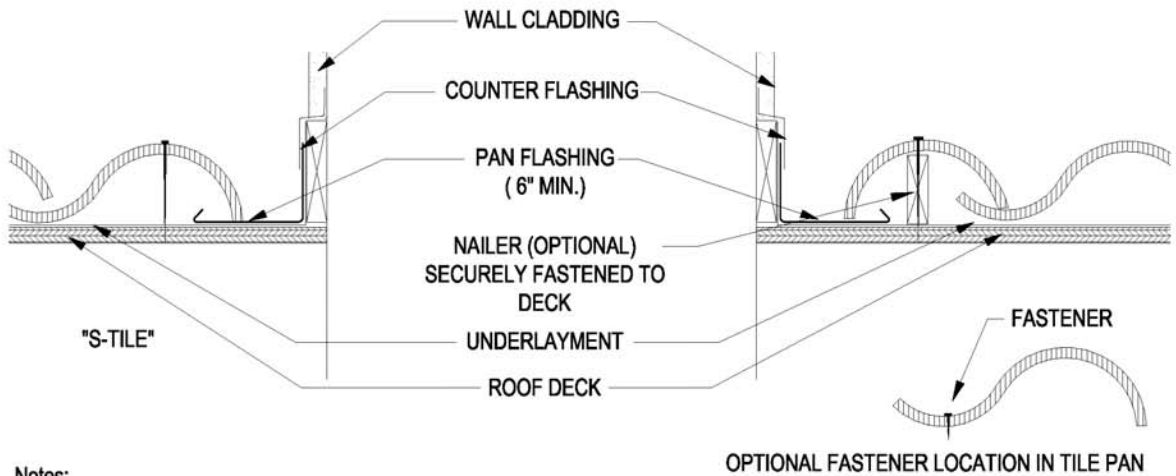 WALL CLADDING
COUNTER FLASHING
PAN FLASHING
( 6" MIN.)
NAILER (OPTIONAL)
SECURELY FASTENED TO
DECK
"S-TILE"
UNDERLAYMENT
ROOF DECK
FASTENER
OPTIONAL FASTENER LOCATION IN TILE PAN
Notes: